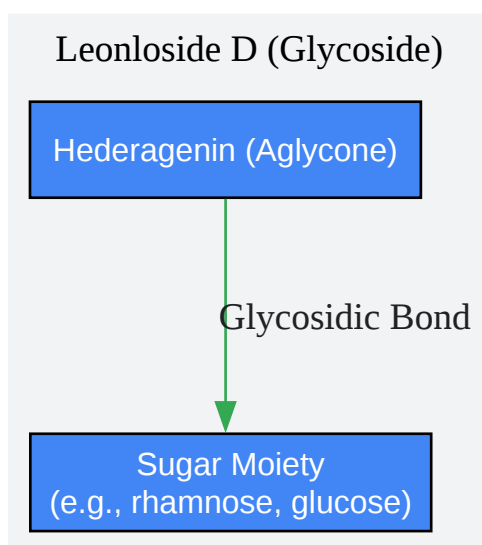 Leonloside D (Glycoside)
Hederagenin (Aglycone)
Glycosidic Bond
Sugar Moiety
(e.g., rhamnose, glucose)